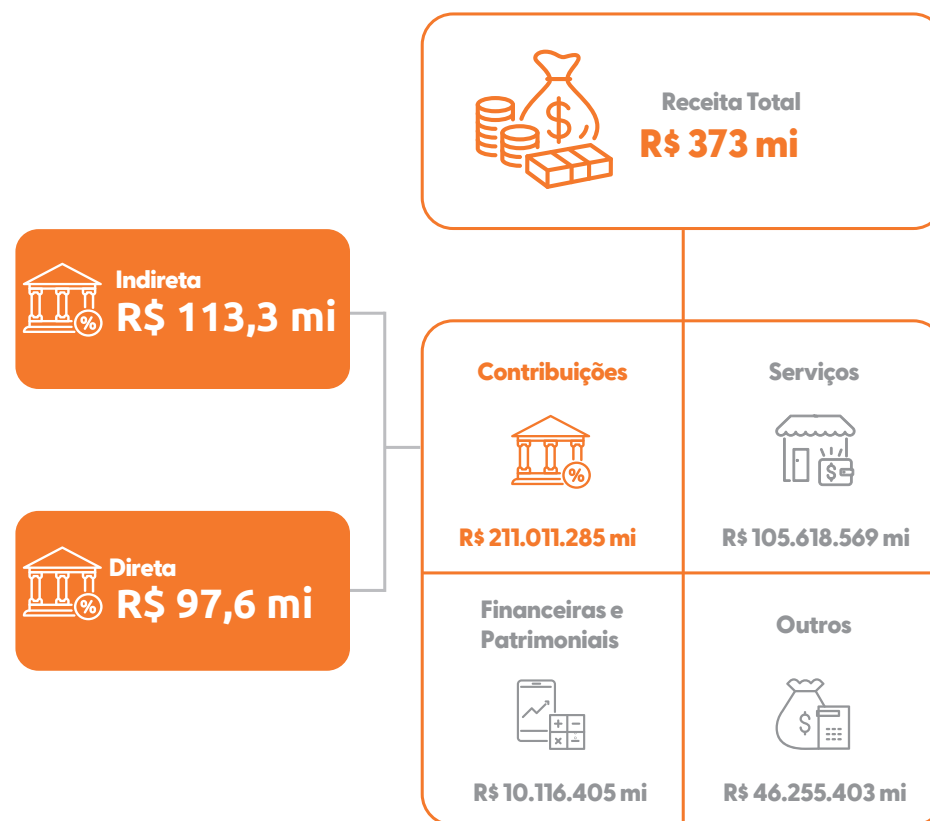 Receita Total
R$ 373 mi
Indireta
R$ 113,3 mi
Direta
R$ 97,6 mi
Contribuições
R$ 211.011.285 mi
Serviços
R$ 105.618.569 mi
Financeiras e
Patrimoniais
R$ 10.116.405 mi
Outros
R$ 46.255.403 mi